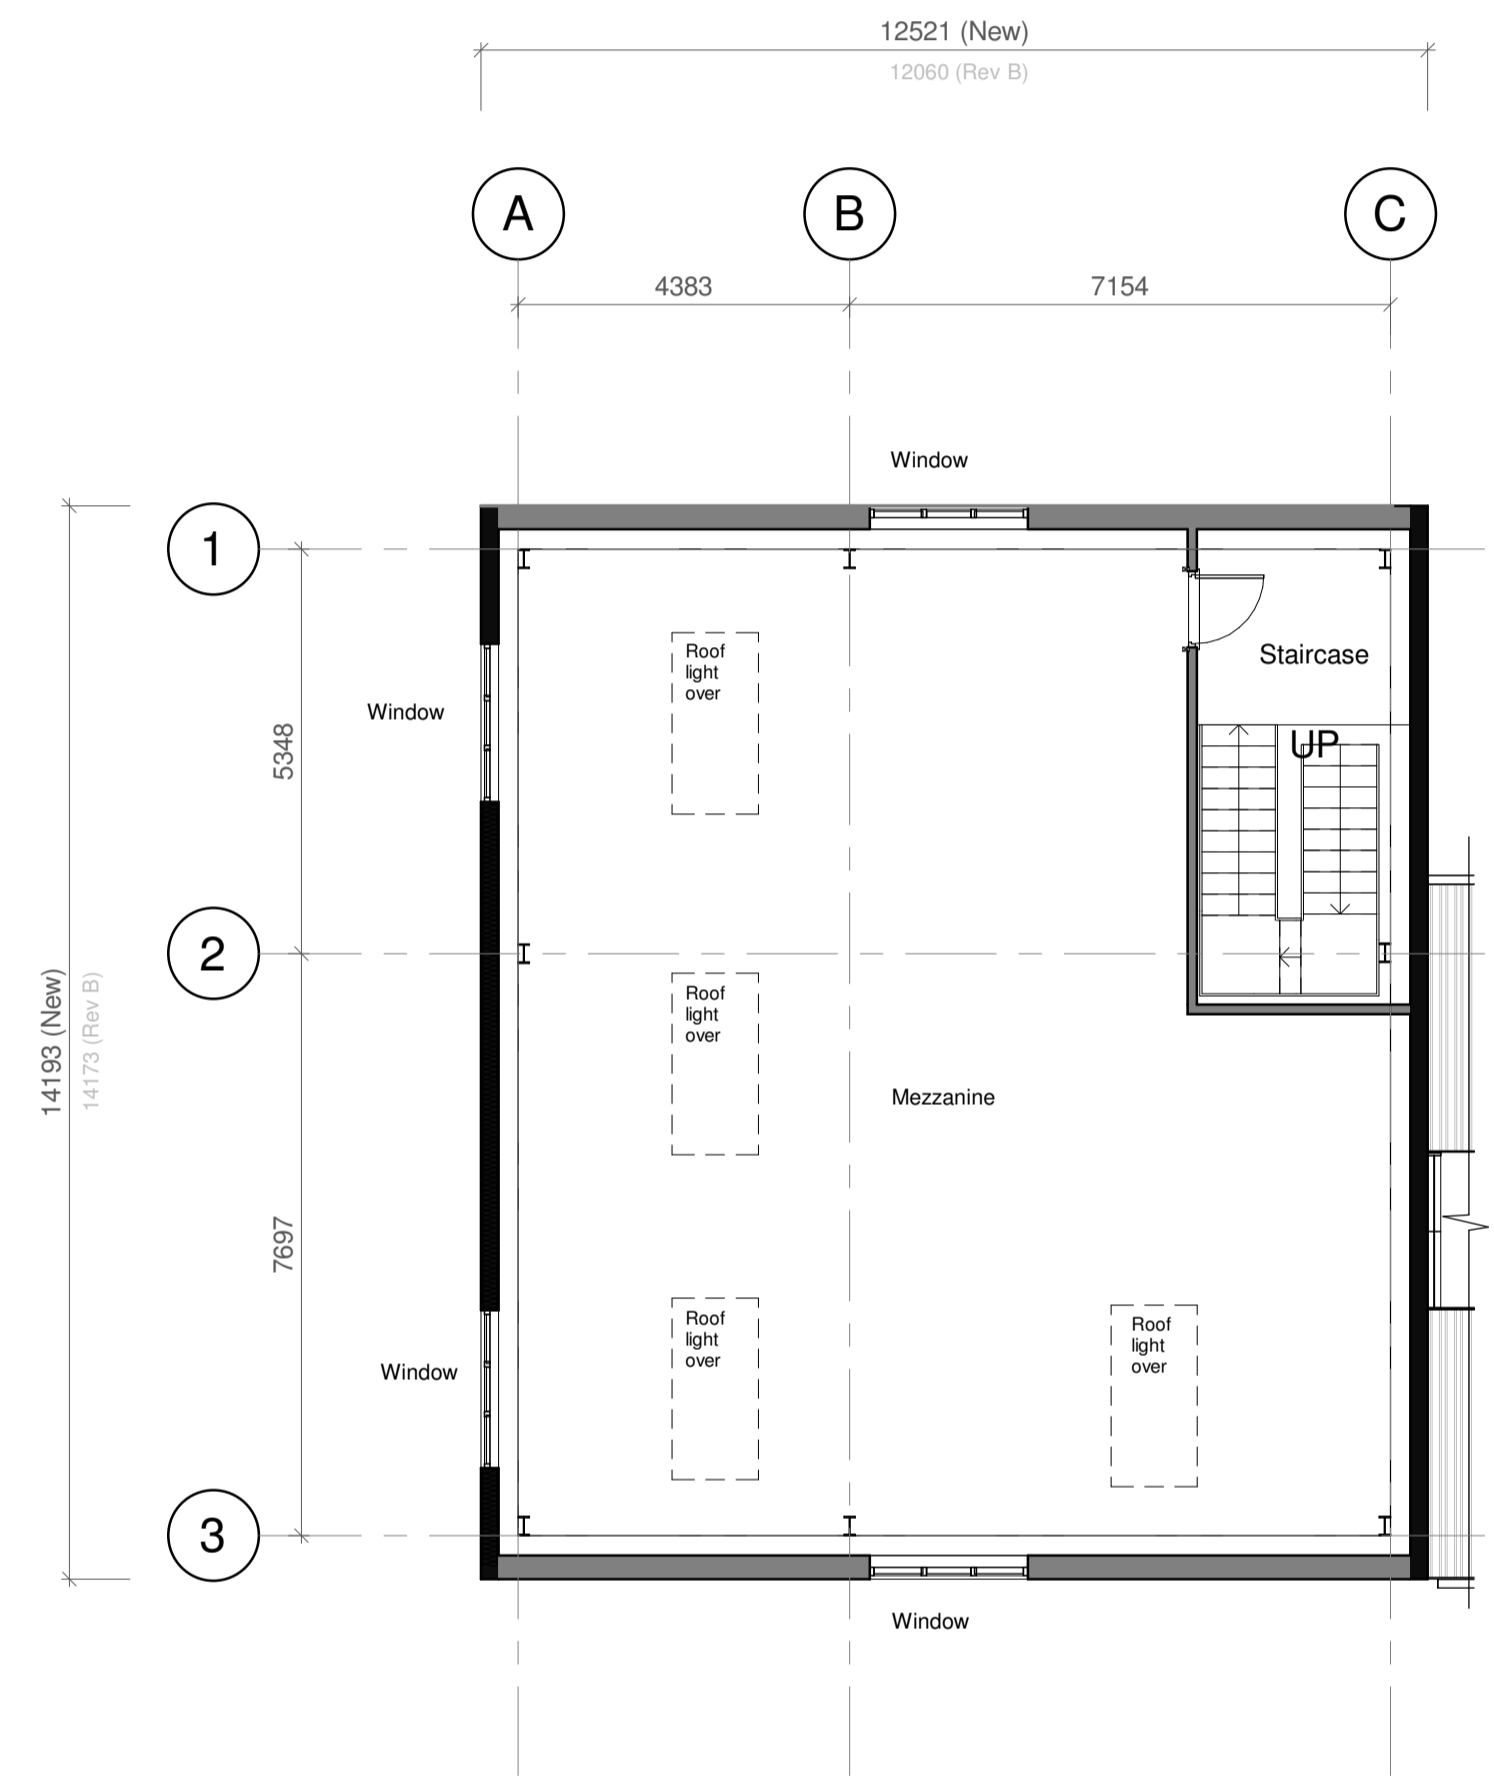 12521 (New)
12060 (Rev B)
A
B
C
4383
7154
Window
1
Roof
light
over
Staircase
Window
UP
5348
2
14193 (New)
14173 (Rev B)
Roof
light
over
Mezzanine
7697
Roof
light
over
Roof
light
over
Window
3
Window